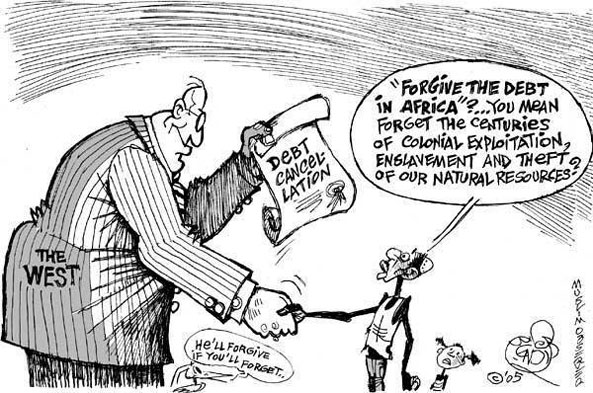 "FORGIVE THE DEBT
IN AFRICA"?...YOU MEAN
FORGET THE CENTURIES
OF COLONIAL EXPLOITATION,
ENSLAVEMENT AND THEFT
OF OUR NATURAL RESOURCES?
DEBT
CANCEL
LATION
THE
WEST
HE'LL FORGIVE
IF YOU'LL FORGET..
©'05